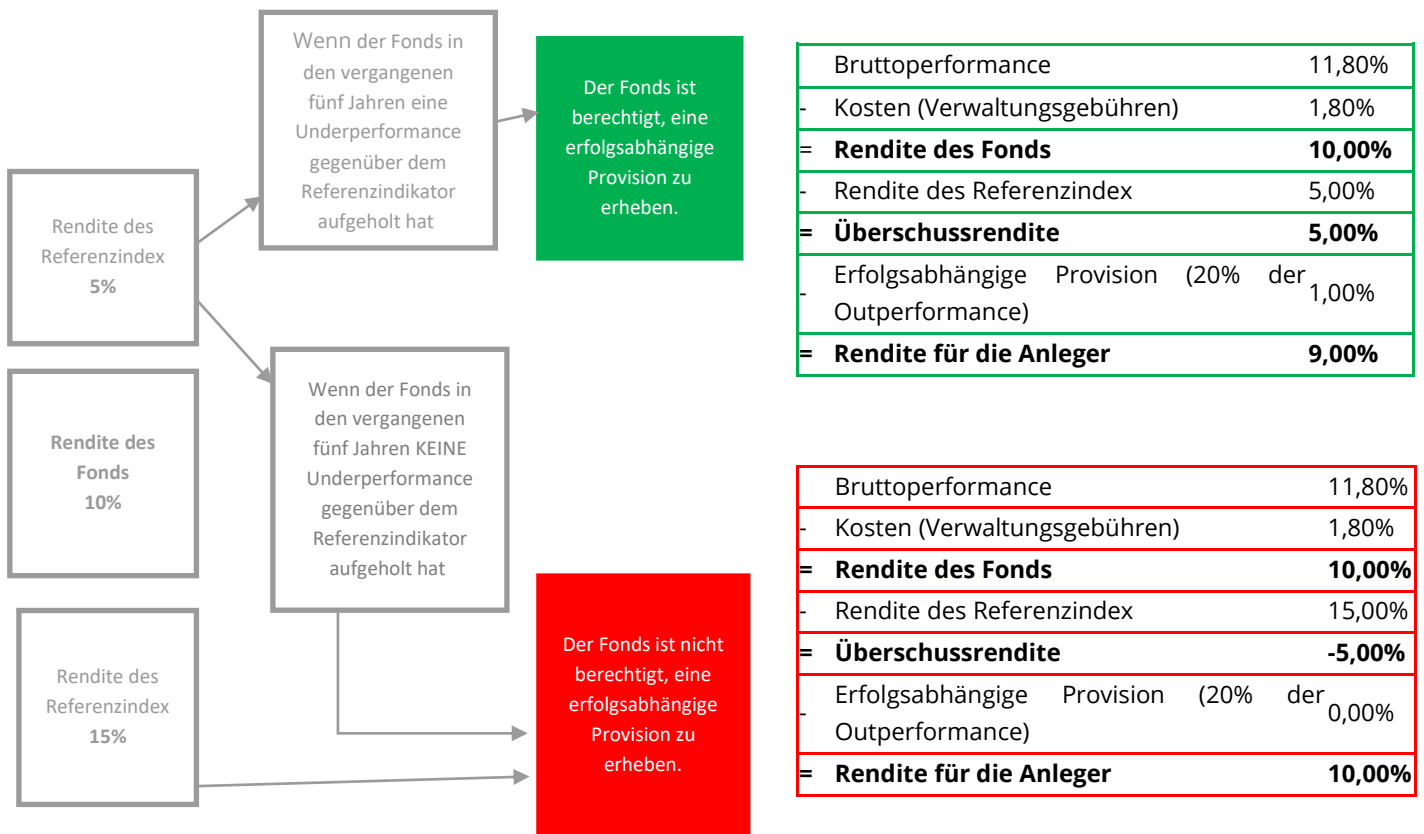 Wenn der Fonds in
den vergangenen
fünf Jahren eine
Underperformance
gegenüber dem
Referenzindikator
aufgeholt hat
Der Fonds ist
berechtigt, eine
erfolgsabhängige
Provision zu
erheben.
Rendite des
Referenzindex
5%
Wenn der Fonds in
den vergangenen
fünf Jahren KEINE
Underperformance
gegenüber dem
Referenzindikator
aufgeholt hat
Rendite des
Fonds
10%
Rendite des
Referenzindex
15%
Der Fonds ist nicht
berechtigt, eine
erfolgsabhängige
Provision zu
erheben.
Bruttoperformance 11,80%
- Kosten (Verwaltungsgebühren) 1,80%
= Rendite des Fonds 10,00%
- Rendite des Referenzindex 5,00%
= Überschussrendite 5,00%
- Erfolgsabhängige Provision (20% der
Outperformance) 1,00%
= Rendite für die Anleger 9,00%
Bruttoperformance 11,80%
- Kosten (Verwaltungsgebühren) 1,80%
= Rendite des Fonds 10,00%
- Rendite des Referenzindex 15,00%
= Überschussrendite -5,00%
- Erfolgsabhängige Provision (20% der
Outperformance) 0,00%
= Rendite für die Anleger 10,00%